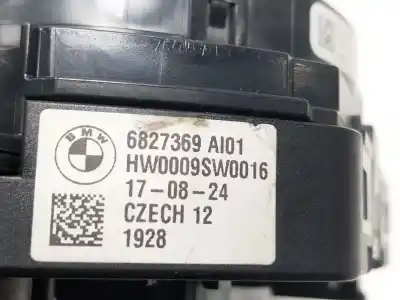 BMW
6827369 AI01
HW0009SW0016
17-08-24
CZECH 12
1928